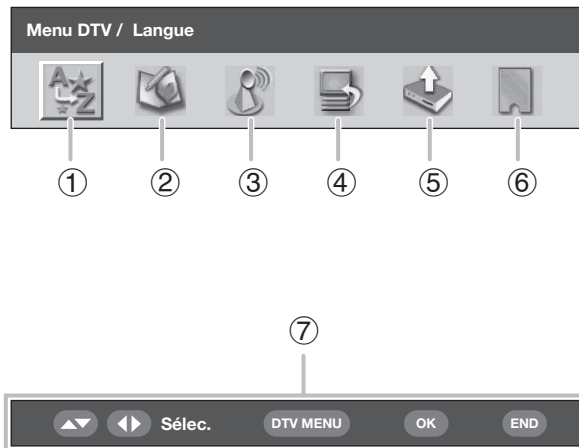 Menu DTV / Langue
① ② ③ ④ ⑤ ⑥
⑦
Sélec. DTV MENU OK END